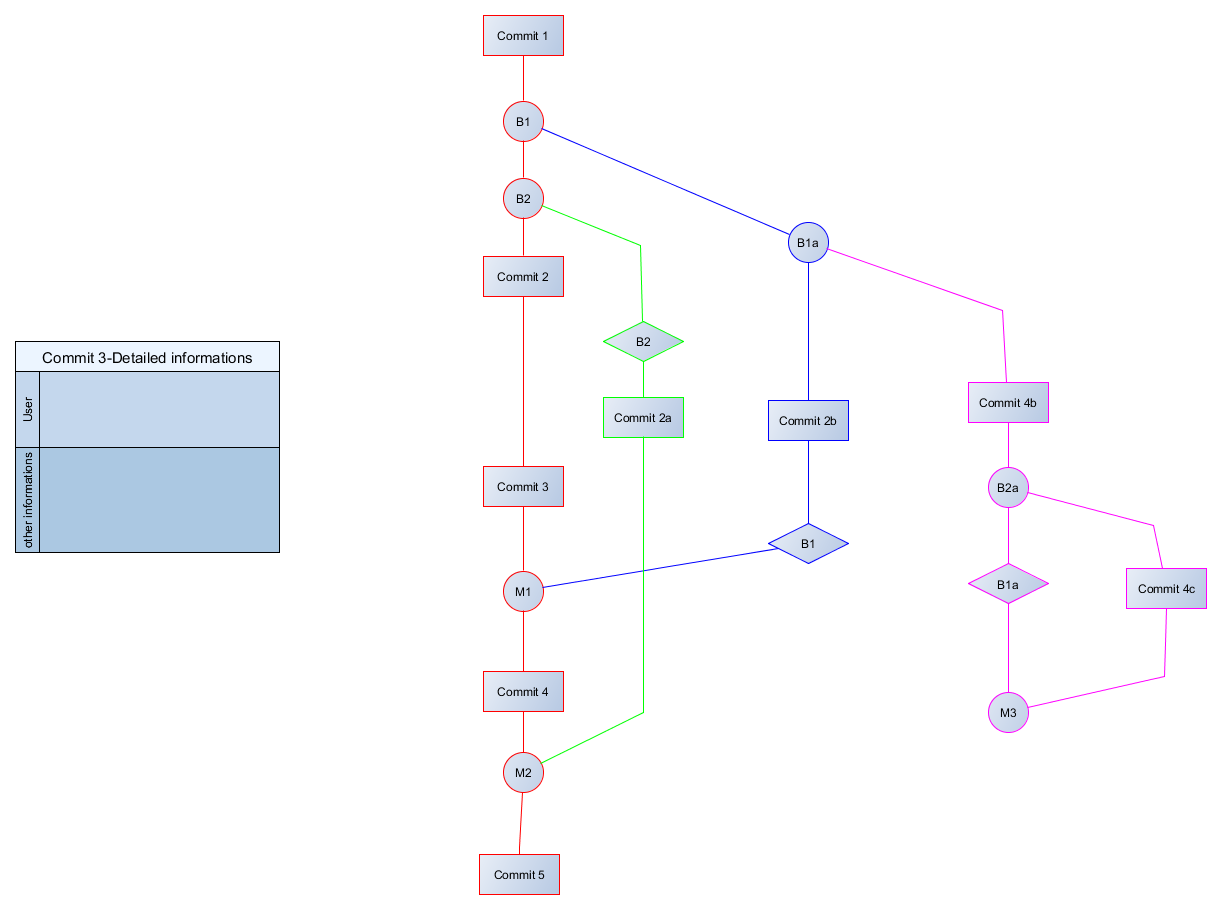 Commit 1
B1
B2
B1a
Commit 2
B2
Commit 3-Detailed informations
User
other informations
Commit 4b
Commit 2a
Commit 2b
Commit 3
B2a
B1
B1a
Commit 4c
M1
Commit 4
M3
M2
Commit 5